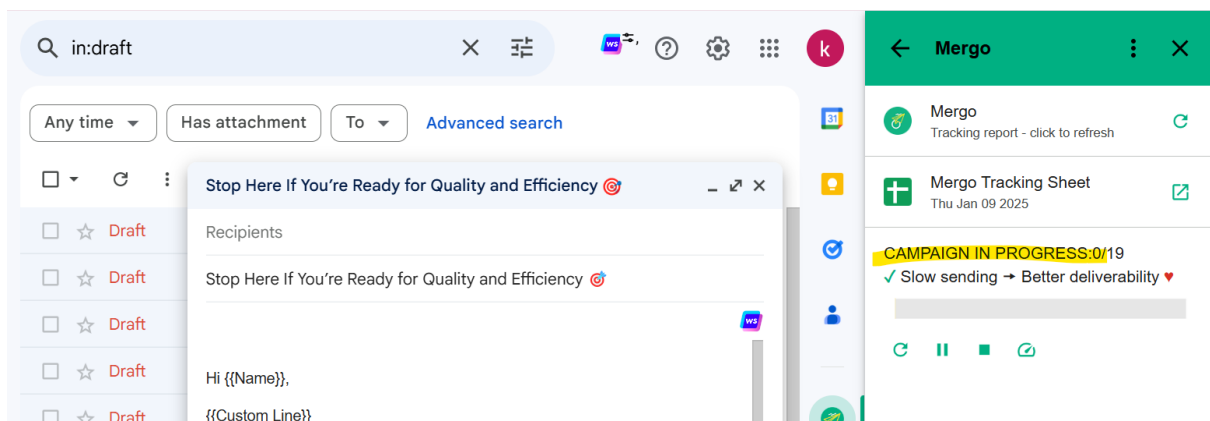 in:draft
k
Mergo
Any time
Has attachment
To
Advanced search
31
Mergo
Tracking report - click to refresh
Stop Here If You’re Ready for Quality and Efficiency 🎯
Mergo Tracking Sheet
Thu Jan 09 2025
Draft
Recipients
CAMPAIGN IN PROGRESS:0/19
Draft
Stop Here If You’re Ready for Quality and Efficiency 🎯
✓ Slow sending → Better deliverability ♥
Draft
ws
Draft
Hi {{Name}},
Draft
{{Custom Line}}